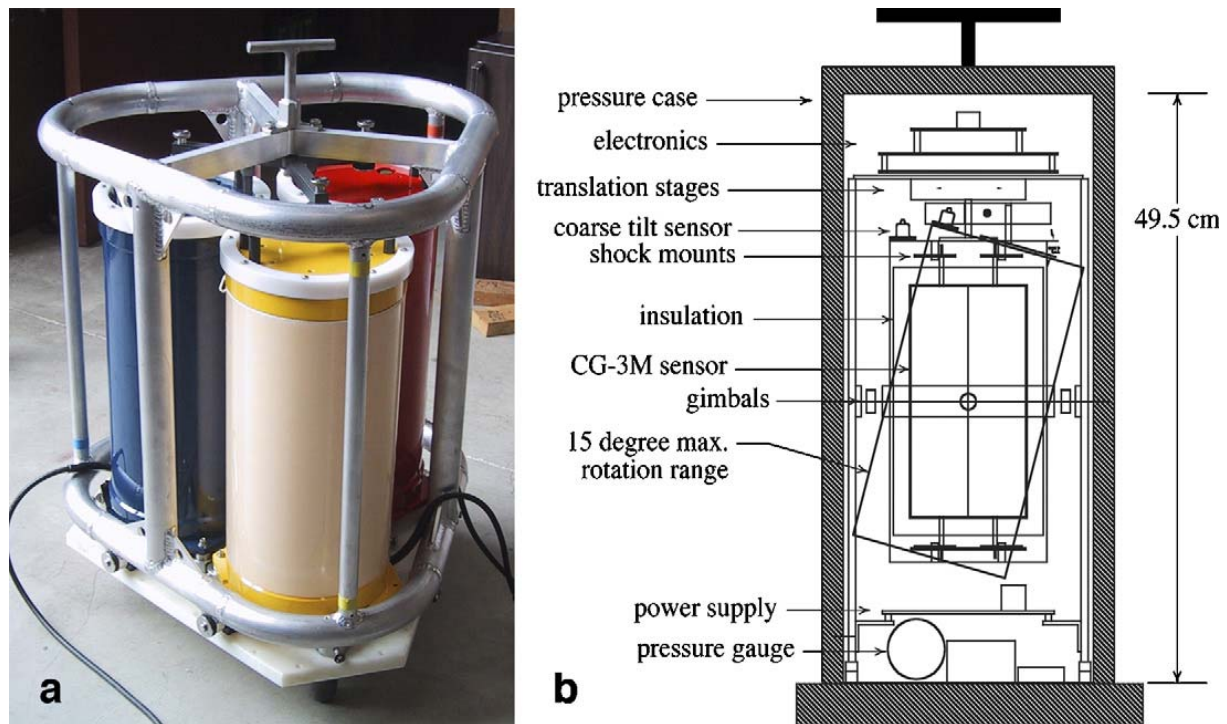 pressure case
electronics
translation stages
coarse tilt sensor
shock mounts
insulation
CG-3M sensor
gimbals
15 degree max.
rotation range
power supply
pressure gauge
49.5 cm
a
b